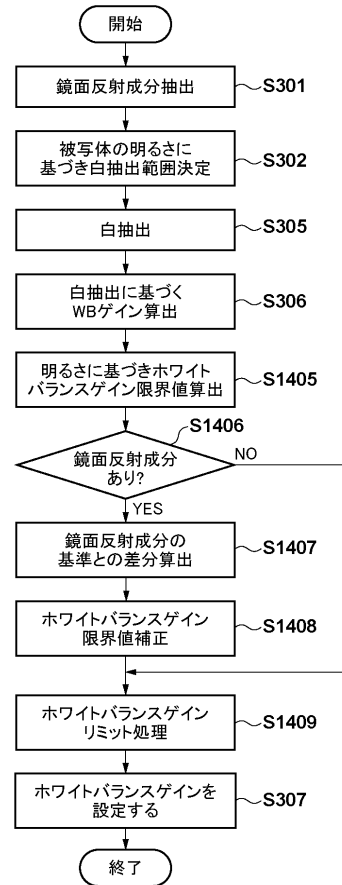 開始
鏡面反射成分抽出
S301
被写体の明るさに
基づき白抽出範囲決定
S302
白抽出
S305
白抽出に基づく
WBゲイン算出
S306
明るさに基づきホワイト
バランスゲイン限界値算出
S1405
S1406
鏡面反射成分
あり?
NO
YES
鏡面反射成分の
基準との差分算出
S1407
ホワイトバランスゲイン
限界値補正
S1408
ホワイトバランスゲイン
リミット処理
S1409
ホワイトバランスゲインを
設定する
S307
終了